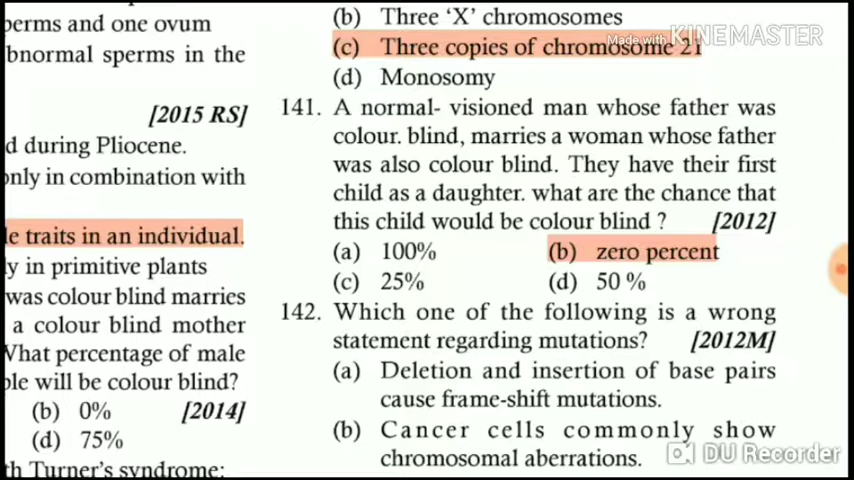 perms and one ovum
bnormal sperms in the
[2015 RS]
d during Pliocene.
only in combination with
le traits in an individual.
ly in primitive plants
was colour blind marries
a colour blind mother
What percentage of male
ple will be colour blind?
(b) 0% [2014]
(d) 75%
th Turner's syndrome:
(b) Three ‘X’ chromosomes
(c) Three copies of chromosome 21
(d) Monosomy
141. A normal- visioned man whose father was
colour. blind, marries a woman whose father
was also colour blind. They have their first
child as a daughter. what are the chance that
this child would be colour blind ? [2012]
(a) 100% (b) zero percent
(c) 25% (d) 50 %
142. Which one of the following is a wrong
statement regarding mutations? [2012M]
(a) Deletion and insertion of base pairs
cause frame-shift mutations.
(b) Cancer cells commonly show
chromosomal aberrations.
Made with KINEMASTER
DU Recorder